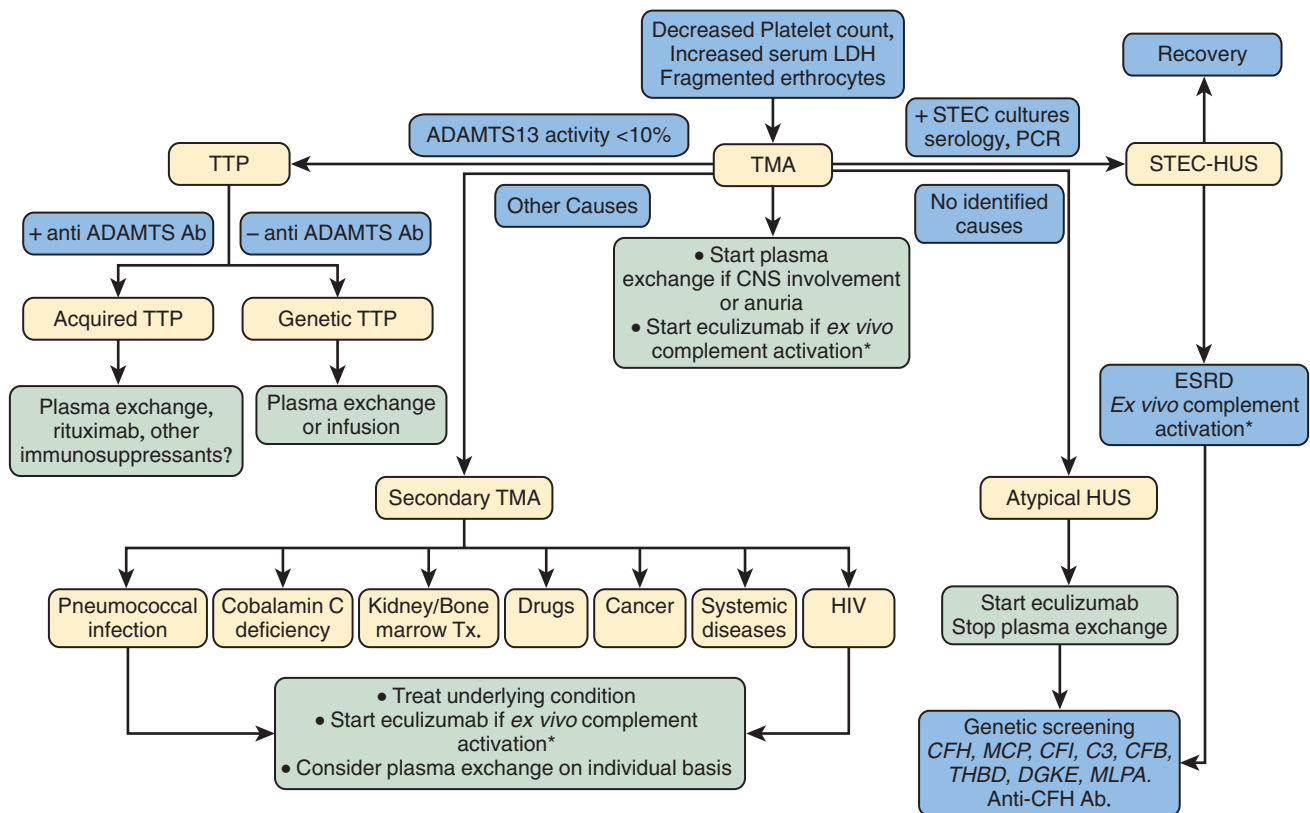 Decreased Platelet count,
Increased serum LDH
Fragmented erthrocytes
Recovery
ADAMTS13 activity <10%
+ STEC cultures
serology, PCR
TTP
TMA
STEC-HUS
+ anti ADAMTS Ab
– anti ADAMTS Ab
Other Causes
No identified
causes
● Start plasma
exchange if CNS involvement
or anuria
● Start eculizumab if ex vivo
complement activation*
Acquired TTP
Genetic TTP
Plasma exchange,
rituximab, other
immunosuppressants?
Plasma exchange
or infusion
ESRD
Ex vivo complement
activation*
Secondary TMA
Atypical HUS
Pneumococcal
infection
Cobalamin C
deficiency
Kidney/Bone
marrow Tx.
Drugs
Cancer
Systemic
diseases
HIV
Start eculizumab
Stop plasma exchange
● Treat underlying condition
● Start eculizumab if ex vivo complement
activation*
● Consider plasma exchange on individual basis
Genetic screening
CFH, MCP, CFI, C3, CFB,
THBD, DGKE, MLPA.
Anti-CFH Ab.